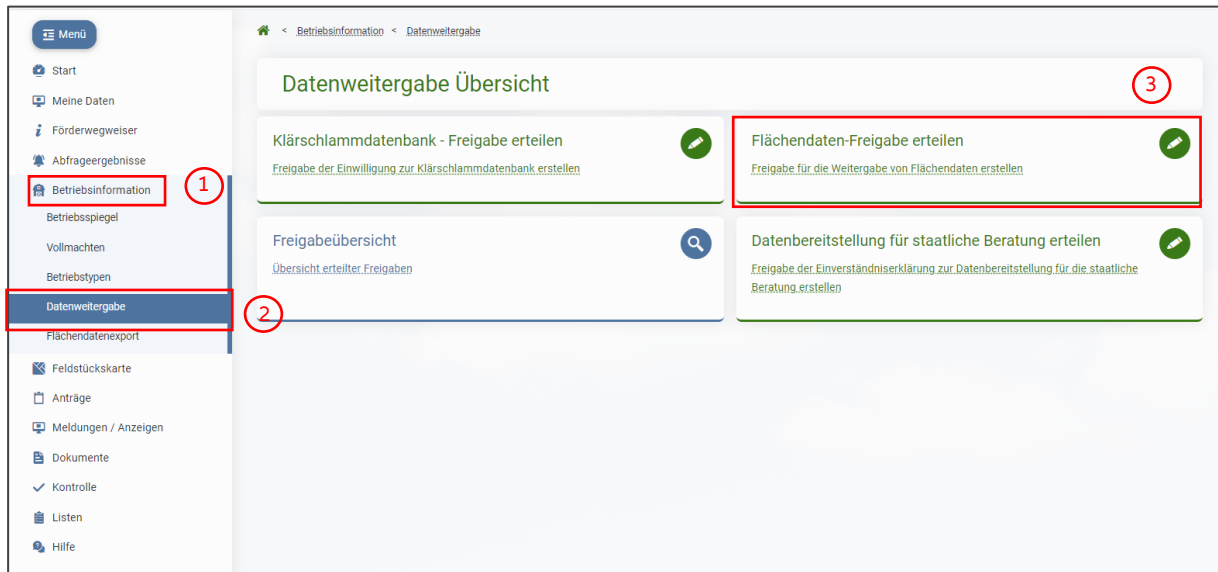 Menü
Start
Meine Daten
Förderwegweiser
Abfrageergebnisse
Betriebsinformation
1
Betriebsspiegel
Vollmachten
Betriebstypen
Datenweitergabe
2
Flächendatenexport
Feldstückskarte
Anträge
Meldungen / Anzeigen
Dokumente
Kontrolle
Listen
Hilfe
< Betriebsinformation < Datenweitergabe
Datenweitergabe Übersicht
3
Klärschlammdatenbank - Freigabe erteilen
Freigabe der Einwilligung zur Klärschlammdatenbank erstellen
Flächendaten-Freigabe erteilen
Freigabe für die Weitergabe von Flächendaten erstellen
Freigabeübersicht
Übersicht erteilter Freigaben
Datenbereitstellung für staatliche Beratung erteilen
Freigabe der Einverständniserklärung zur Datenbereitstellung für die staatliche
Beratung erstellen